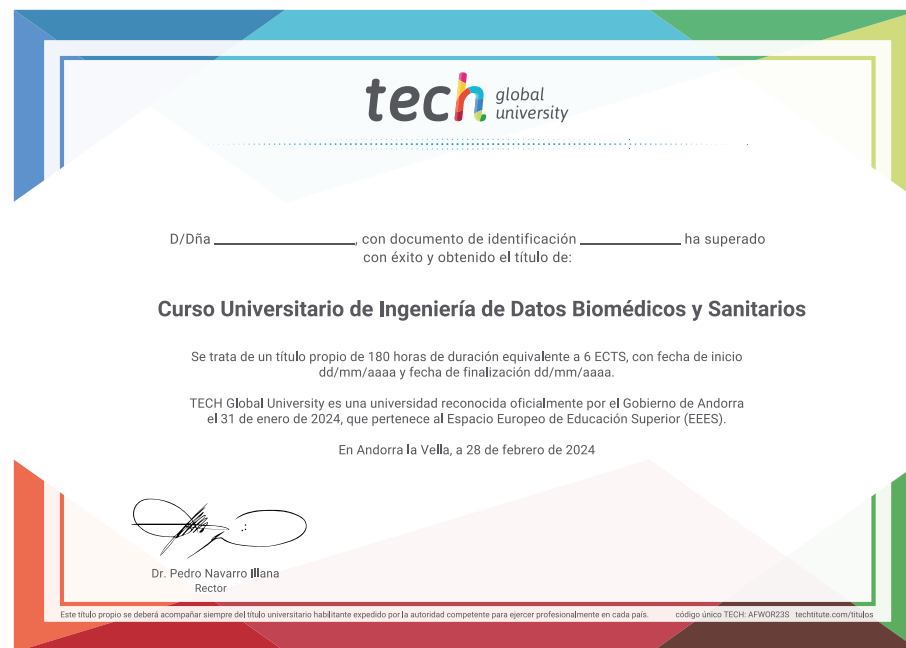 tech global university
D/Dña ____________________, con documento de identificación ______________ ha superado
con éxito y obtenido el título de:
Curso Universitario de Ingeniería de Datos Biomédicos y Sanitarios
Se trata de un título propio de 180 horas de duración equivalente a 6 ECTS, con fecha de inicio
dd/mm/aaaa y fecha de finalización dd/mm/aaaa.
TECH Global University es una universidad reconocida oficialmente por el Gobierno de Andorra
el 31 de enero de 2024, que pertenece al Espacio Europeo de Educación Superior (EEES).
En Andorra la Vella, a 28 de febrero de 2024
Dr. Pedro Navarro Illana
Rector
Este título propio se deberá acompañar siempre del título universitario habilitante expedido por la autoridad competente para ejercer profesionalmente en cada país. código único TECH: AFWOR23S techtitute.com/titulos